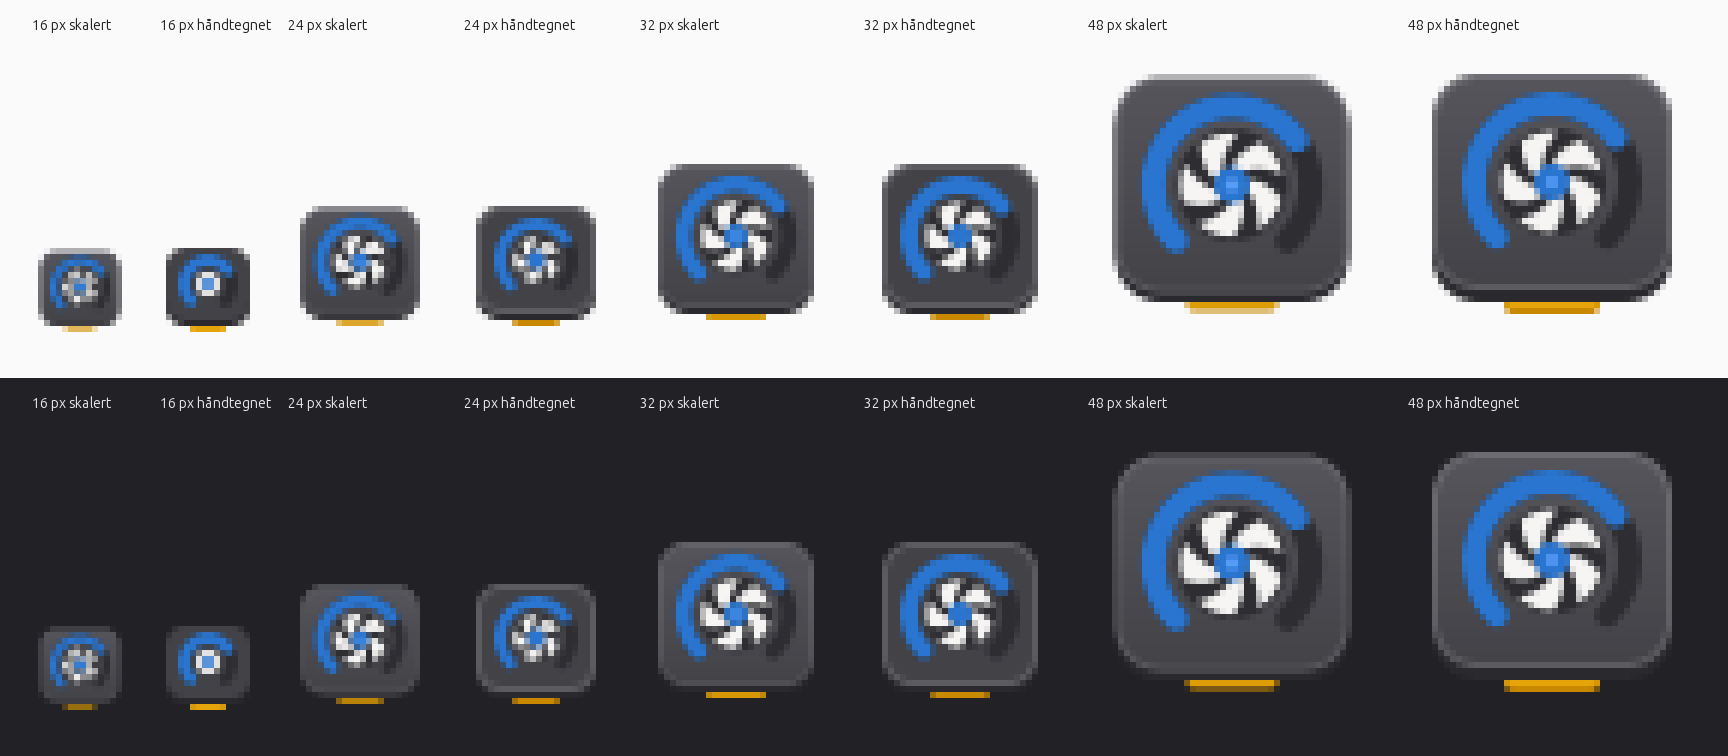 16 px skalert
16 px håndtegnet
24 px skalert
24 px håndtegnet
32 px skalert
32 px håndtegnet
48 px skalert
48 px håndtegnet
16 px skalert
16 px håndtegnet
24 px skalert
24 px håndtegnet
32 px skalert
32 px håndtegnet
48 px skalert
48 px håndtegnet